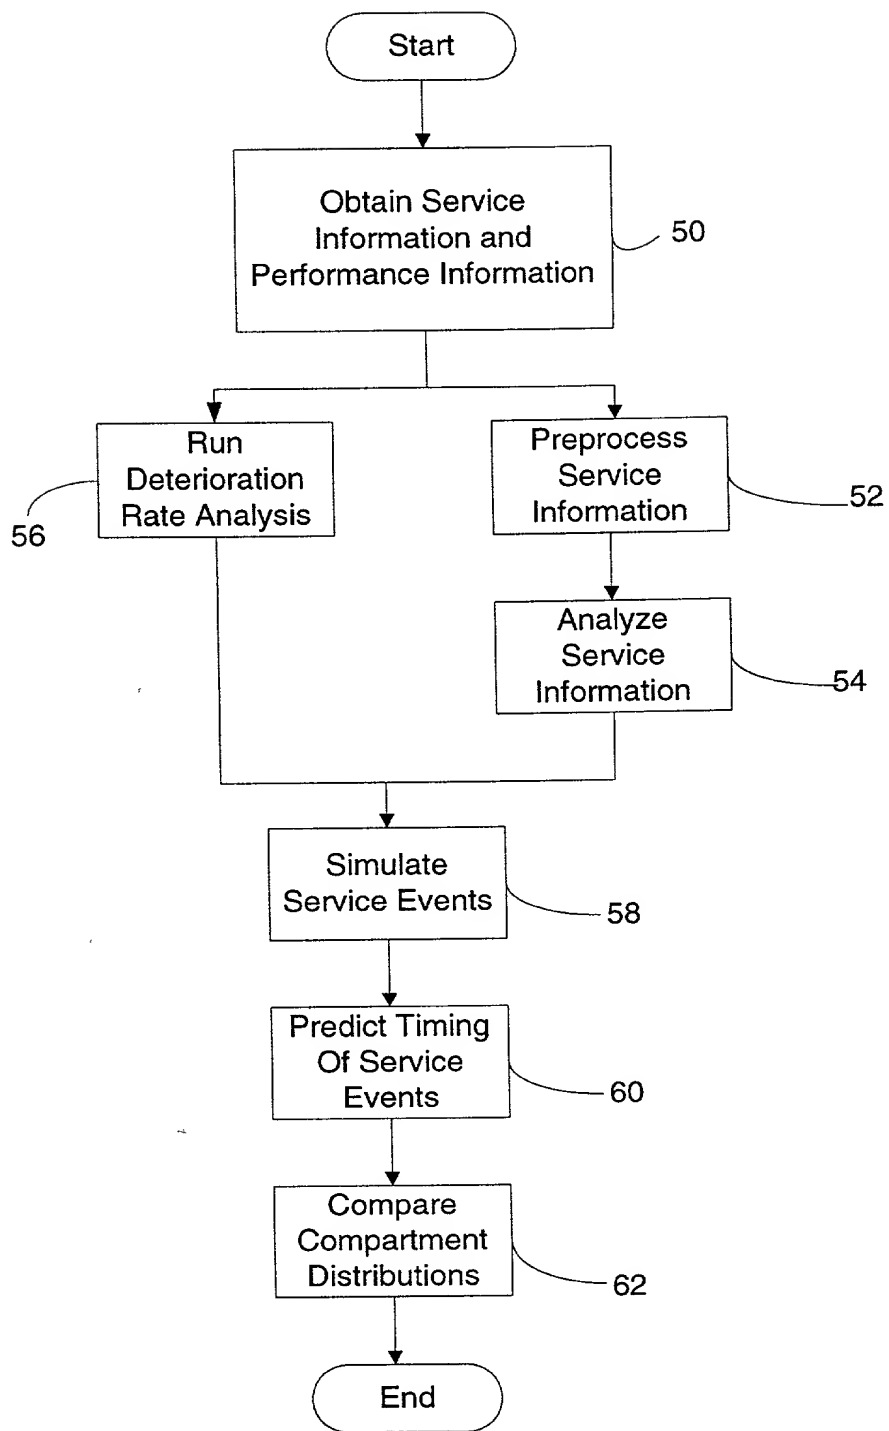 Start
Obtain Service
Information and
Performance Information
50
Run
Deterioration
Rate Analysis
56
Preprocess
Service
Information
52
Analyze
Service
Information
54
Simulate
Service Events
58
Predict Timing
Of Service
Events
60
Compare
Compartment
Distributions
62
End